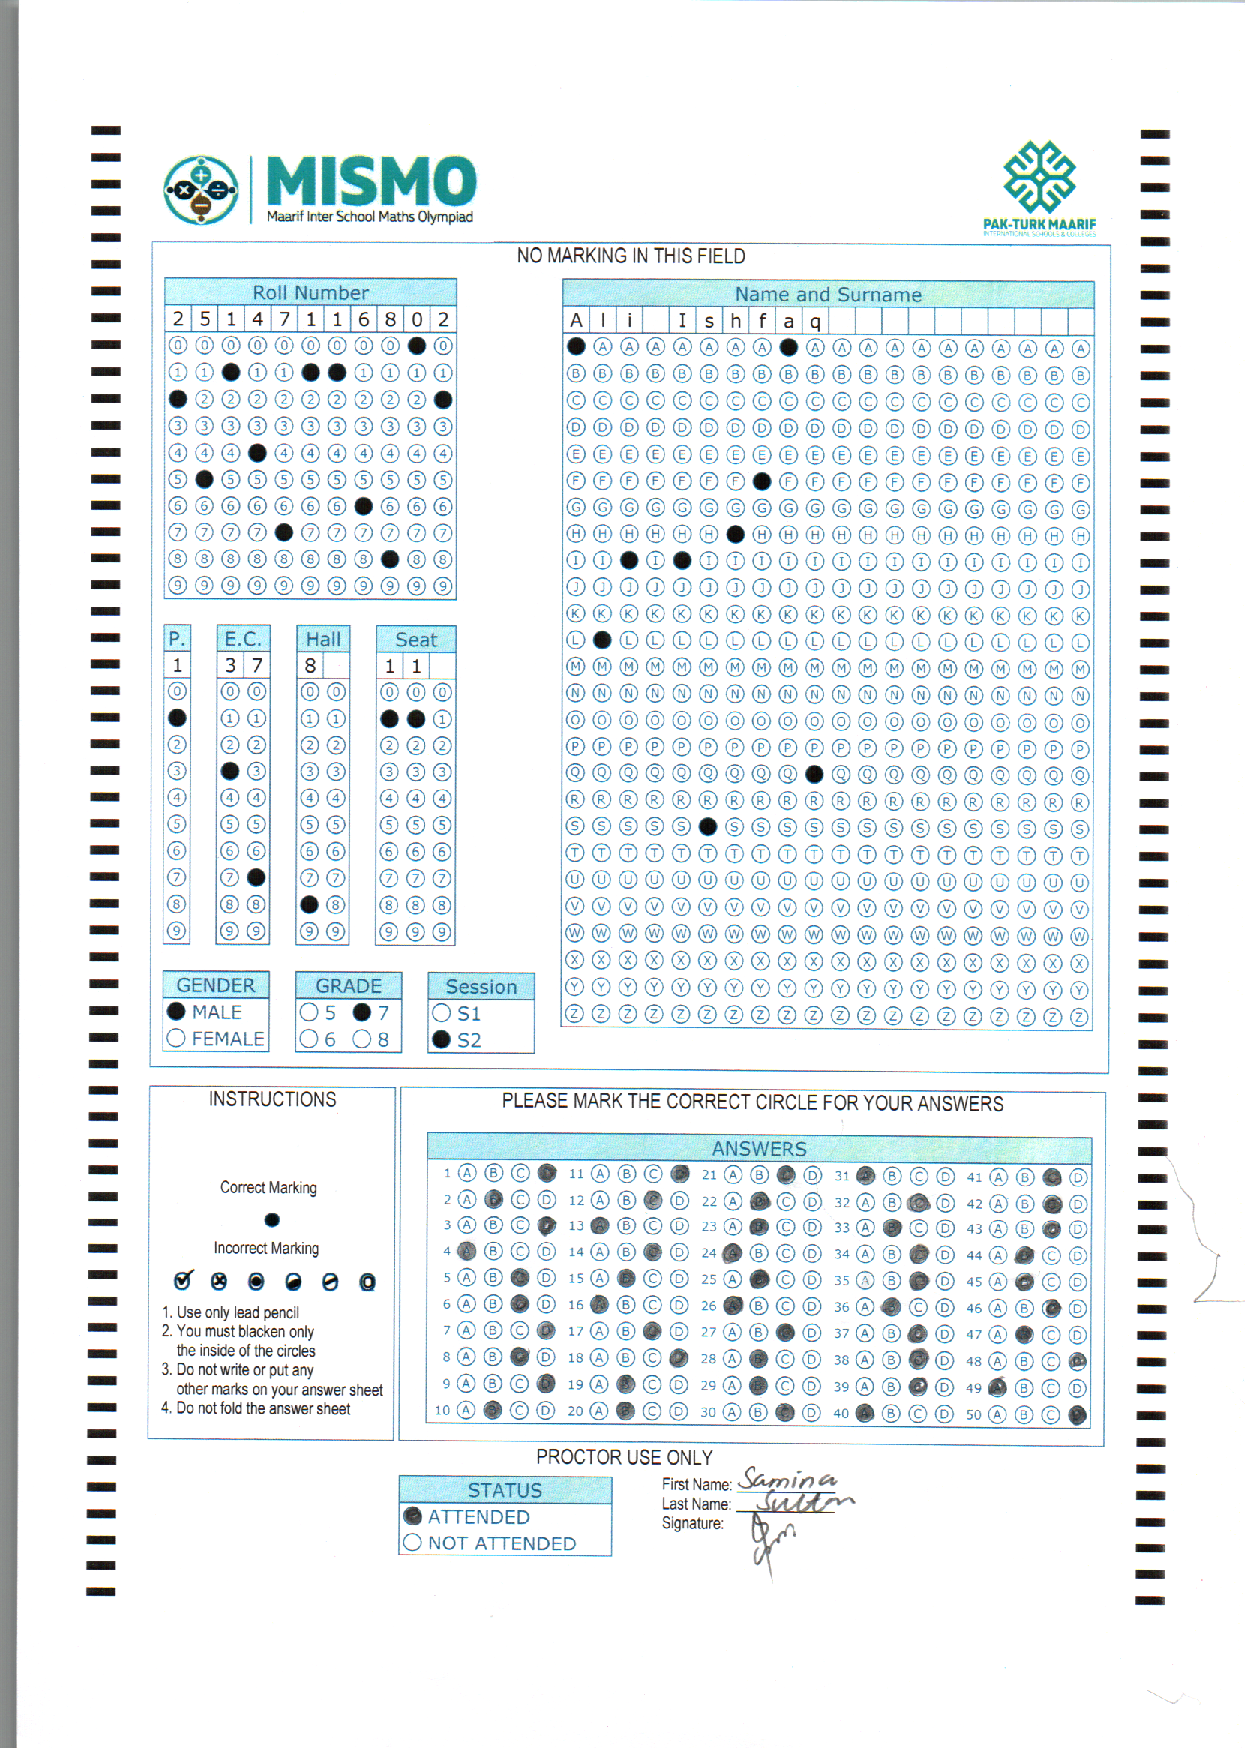 MISMO
Maarif Inter School Maths Olympiad
PAK-TURK MAARIF
INTERNATIONAL SCHOOLS & COLLEGES
NO MARKING IN THIS FIELD
Roll Number
2 5 1 4 7 1 1 6 8 0 2
Name and Surname
Ali Ishfaq
P. E.C. Hall Seat
1 37 8 11
GENDER
MALE
FEMALE
GRADE
5 7
6 8
Session
S1
S2
INSTRUCTIONS
Correct Marking
Incorrect Marking
1. Use only lead pencil
2. You must blacken only
the inside of the circles
3. Do not write or put any
other marks on your answer sheet
4. Do not fold the answer sheet
PLEASE MARK THE CORRECT CIRCLE FOR YOUR ANSWERS
ANSWERS
PROCTOR USE ONLY
STATUS
ATTENDED
NOT ATTENDED
First Name: Samina
Last Name: Sultan
Signature: